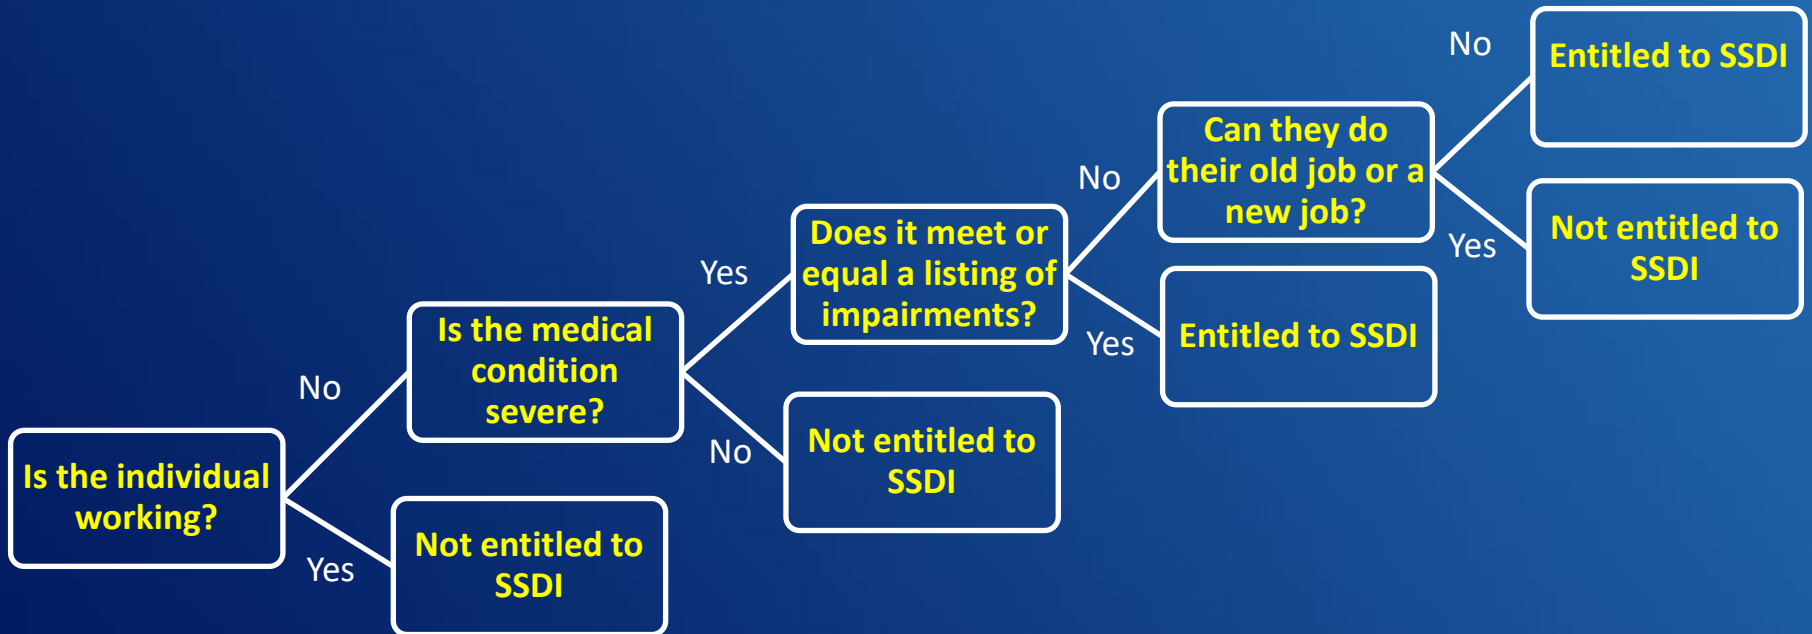 Is the individual
working?
No
Yes
Is the medical
condition
severe?
Not entitled to
SSDI
Yes
No
Does it meet or
equal a listing of
impairments?
Not entitled to
SSDI
No
Yes
Can they do
their old job or a
new job?
Entitled to SSDI
No
Yes
Entitled to SSDI
Not entitled to
SSDI